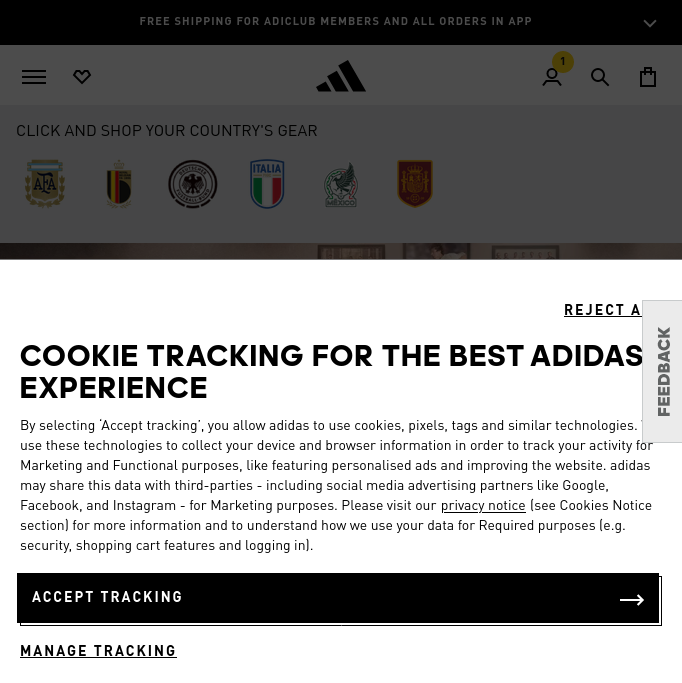 FREE SHIPPING FOR ADICLUB MEMBERS AND ALL ORDERS IN APP
1
CLICK AND SHOP YOUR COUNTRY'S GEAR
AFA
DEUTSCHER FUSSBALL-BUND
ITALIA
MEXICO
REJECT A
COOKIE TRACKING FOR THE BEST ADIDAS
EXPERIENCE
FEEDBACK
By selecting 'Accept tracking', you allow adidas to use cookies, pixels, tags and similar technologies.
use these technologies to collect your device and browser information in order to track your activity for
Marketing and Functional purposes, like featuring personalised ads and improving the website. adidas
may share this data with third-parties - including social media advertising partners like Google,
Facebook, and Instagram - for Marketing purposes. Please visit our privacy notice (see Cookies Notice
section) for more information and to understand how we use your data for Required purposes (e.g.
security, shopping cart features and logging in).
ACCEPT TRACKING
MANAGE TRACKING